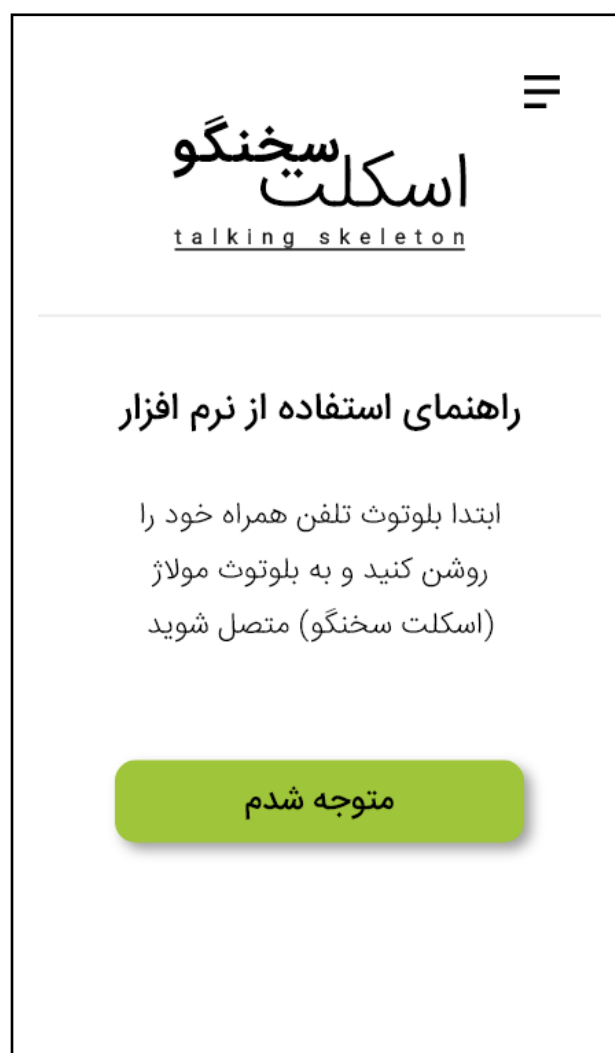 اسکلت سخنگو
talking skeleton
راهنمای استفاده از نرم افزار
ابتدا بلوتوث تلفن همراه خود را
روشن کنید و به بلوتوث مولاژ
(اسکلت سخنگو) متصل شوید
متوجه شدم